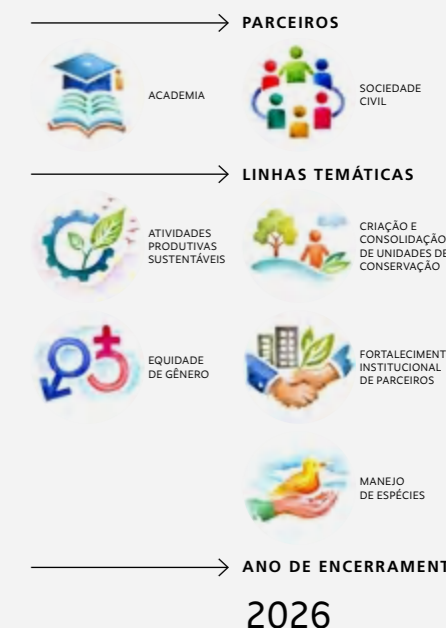 PARCEIROS
ACADEMIA
SOCIEDADE
CIVIL
LINHAS TEMÁTICAS
ATIVIDADES
PRODUTIVAS
SUSTENTÁVEIS
CRIAÇÃO E
CONSOLIDAÇÃO
DE UNIDADES DE
CONSERVAÇÃO
EQUIDADE
DE GÊNERO
FORTALECIMENT
INSTITUCIONAL
DE PARCEIROS
MANEJO
DE ESPÉCIES
ANO DE ENCERRAMENT
2026